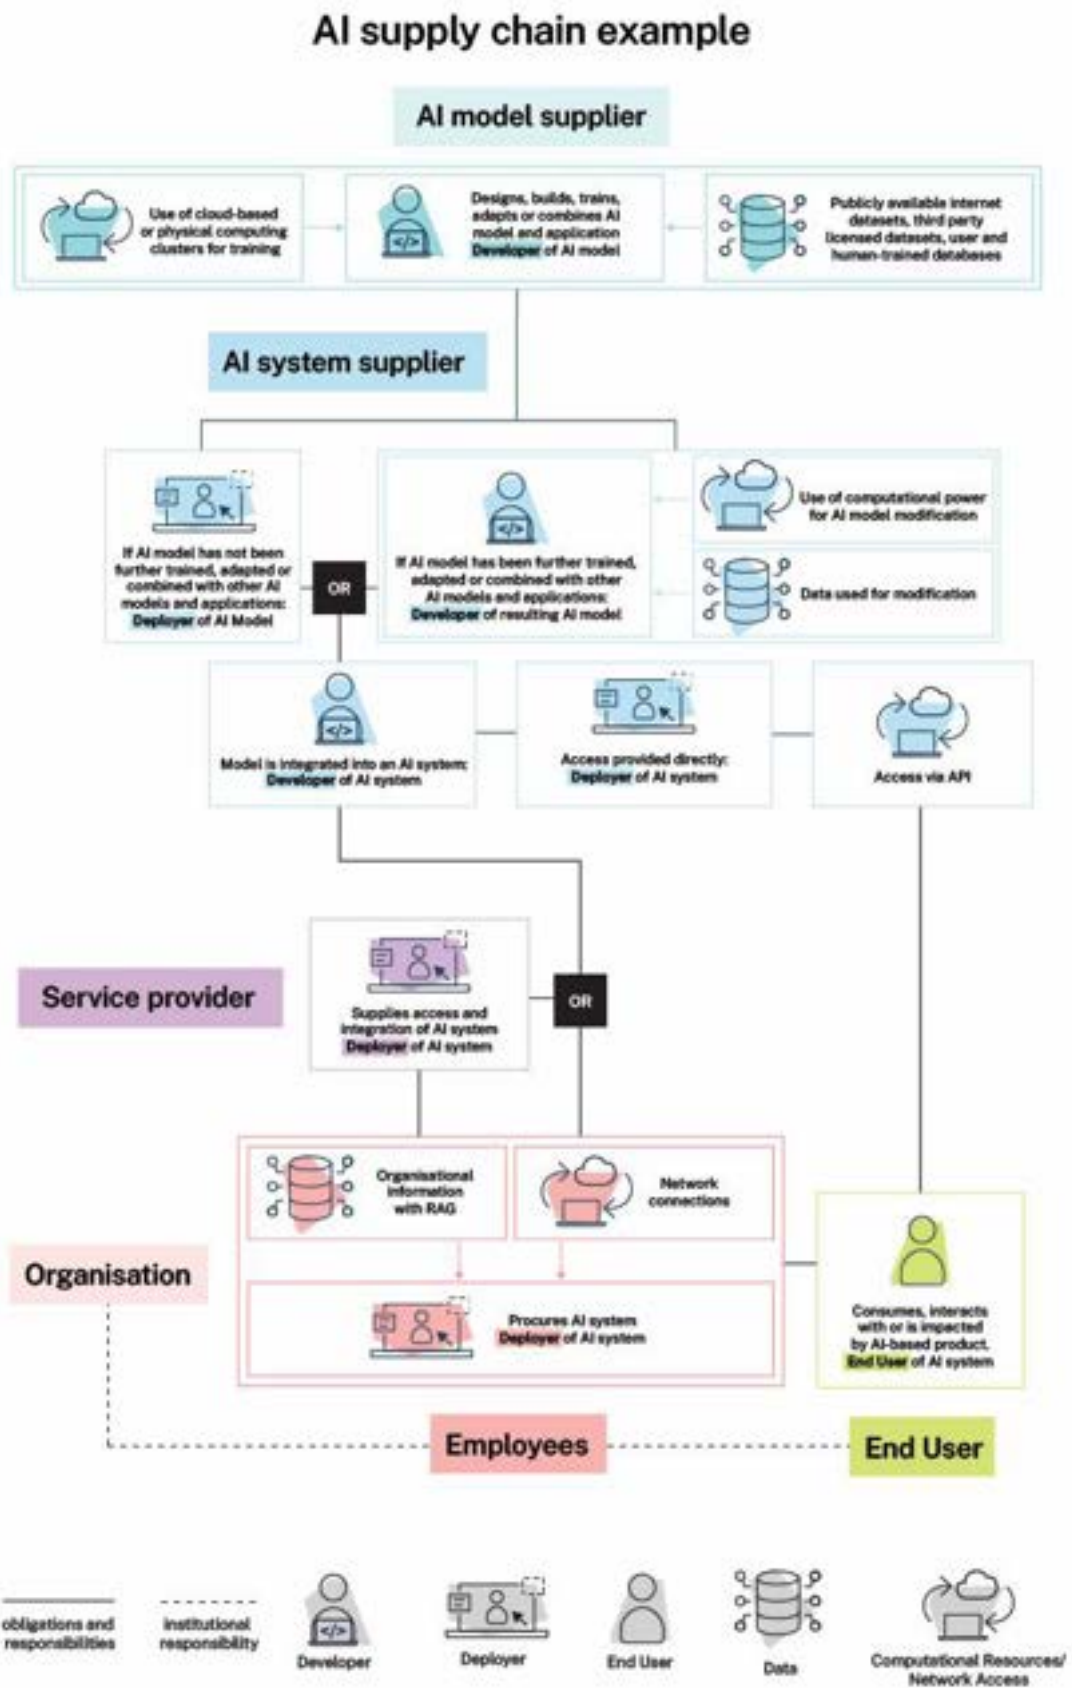 AI supply chain example
AI model supplier
Use of cloud-based
or physical computing
clusters for training
Designs, builds, trains,
adapts or combines AI
model and application
Developer of AI model
Publicly available internet
datasets, third party
licensed datasets, user and
human-trained databases
AI system supplier
If AI model has not been
further trained, adapted or
combined with other AI
models and applications:
Deployer of AI Model
OR
If AI model has been further trained,
adapted or combined with other
AI models and applications:
Developer of resulting AI model
Use of computational power
for AI model modification
Data used for modification
Model is integrated into an AI system;
Developer of AI system
Access provided directly:
Deployer of AI system
Access via API
Service provider
Supplies access and
integration of AI system
Deployer of AI system
OR
Organisation
Organisational
information
with RAG
Network
connections
Procures AI system
Deployer of AI system
Consumes, interacts
with or is impacted
by AI-based product.
End User of AI system
Employees
End User
obligations and
responsibilities
institutional
responsibility
Developer
Deployer
End User
Data
Computational Resources/
Network Access